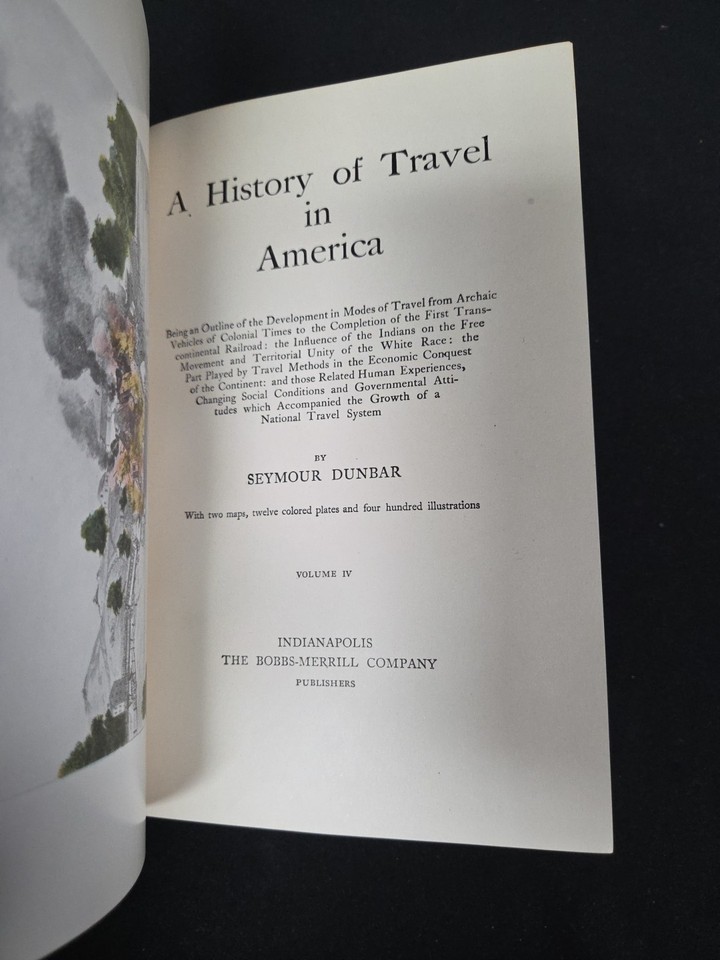 A History of Travel
in
America
Being an Outline of the Development in Modes of Travel from Archaic
Vehicles of Colonial Times to the Completion of the First Trans-
continental Railroad: the Influence of the Indians on the Free
Movement and Territorial Unity of the White Race: the
Part Played by Travel Methods in the Economic Conquest
of the Continent: and those Related Human Experiences,
Changing Social Conditions and Governmental Atti-
tudes which Accompanied the Growth of a
National Travel System
BY
SEYMOUR DUNBAR
With two maps, twelve colored plates and four hundred illustrations
VOLUME IV
INDIANAPOLIS
THE BOBBS-MERRILL COMPANY
PUBLISHERS